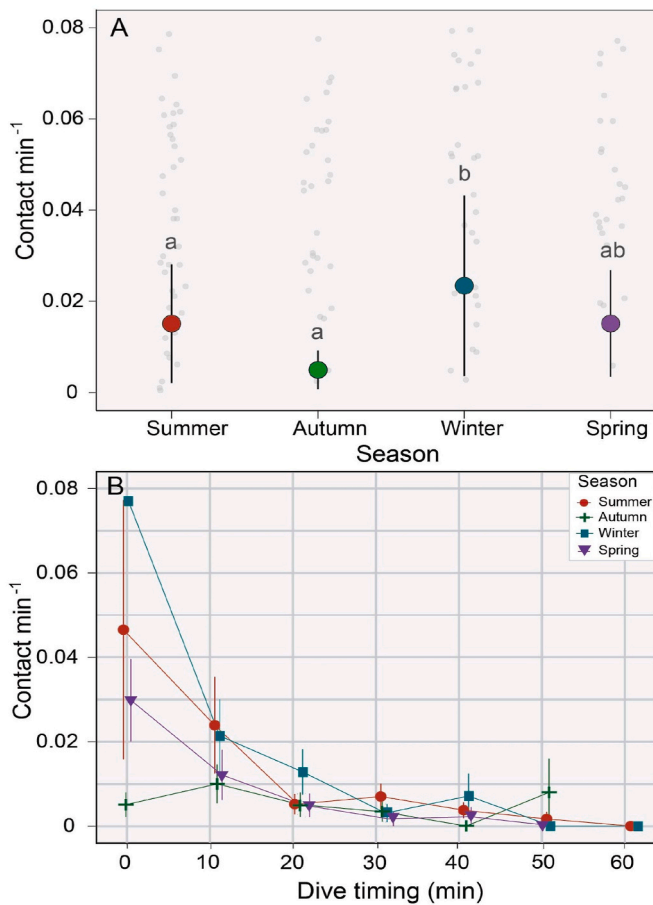 A
0.08
0.06
0.04
0.02
0
Contact min⁻¹
a
a
b
ab
Summer Autumn Winter Spring
Season
B
0.08
0.06
0.04
0.02
0
Contact min⁻¹
Season
Summer
Autumn
Winter
Spring
0 10 20 30 40 50 60
Dive timing (min)